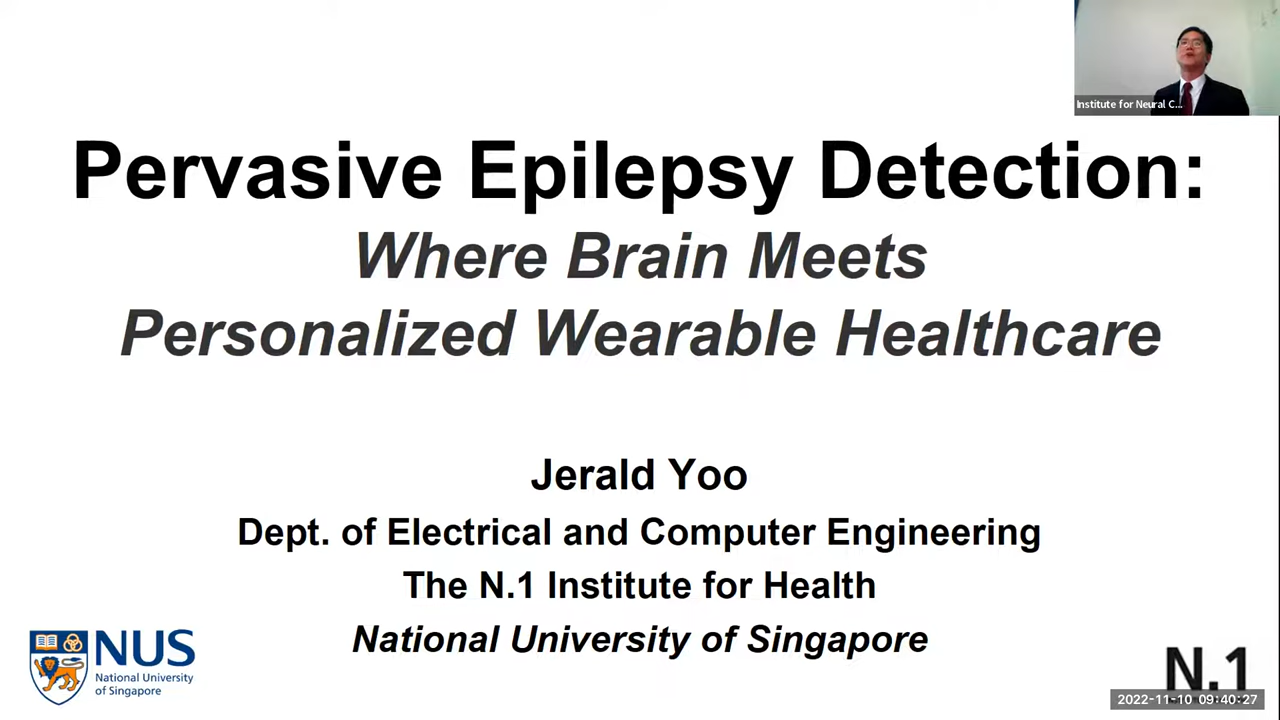 Institute for Neural C...
Pervasive Epilepsy Detection:
Where Brain Meets
Personalized Wearable Healthcare
Jerald Yoo
Dept. of Electrical and Computer Engineering
The N.1 Institute for Health
National University of Singapore
NUS
National University
of Singapore
N.1
2022-11-10 09:40:27